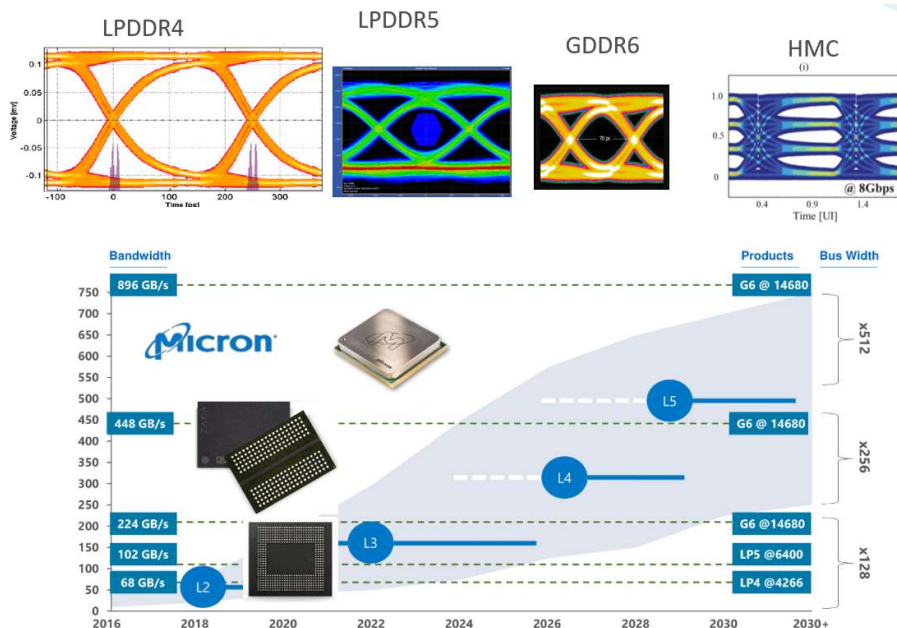 LPDDR4
LPDDR5
GDDR6
HMC
(i)
Voltage [mv]
0.1
0.05
0
-0.05
-0.1
-100
0
100
200
300
Time [ps]
70 ps
1.0
0.5
0
@ 8Gbps
0.4
0.9
1.4
Time [UI]
Bandwidth
Products
Bus Width
896 GB/s
G6 @ 14680
750
700
650
600
550
500
450
448 GB/s
G6 @ 14680
400
350
300
250
224 GB/s
G6 @14680
200
150
102 GB/s
LP5 @6400
100
68 GB/s
LP4 @4266
50
0
Micron
L5
L4
L3
L2
x512
x256
x128
2016
2018
2020
2022
2024
2026
2028
2030
2030+